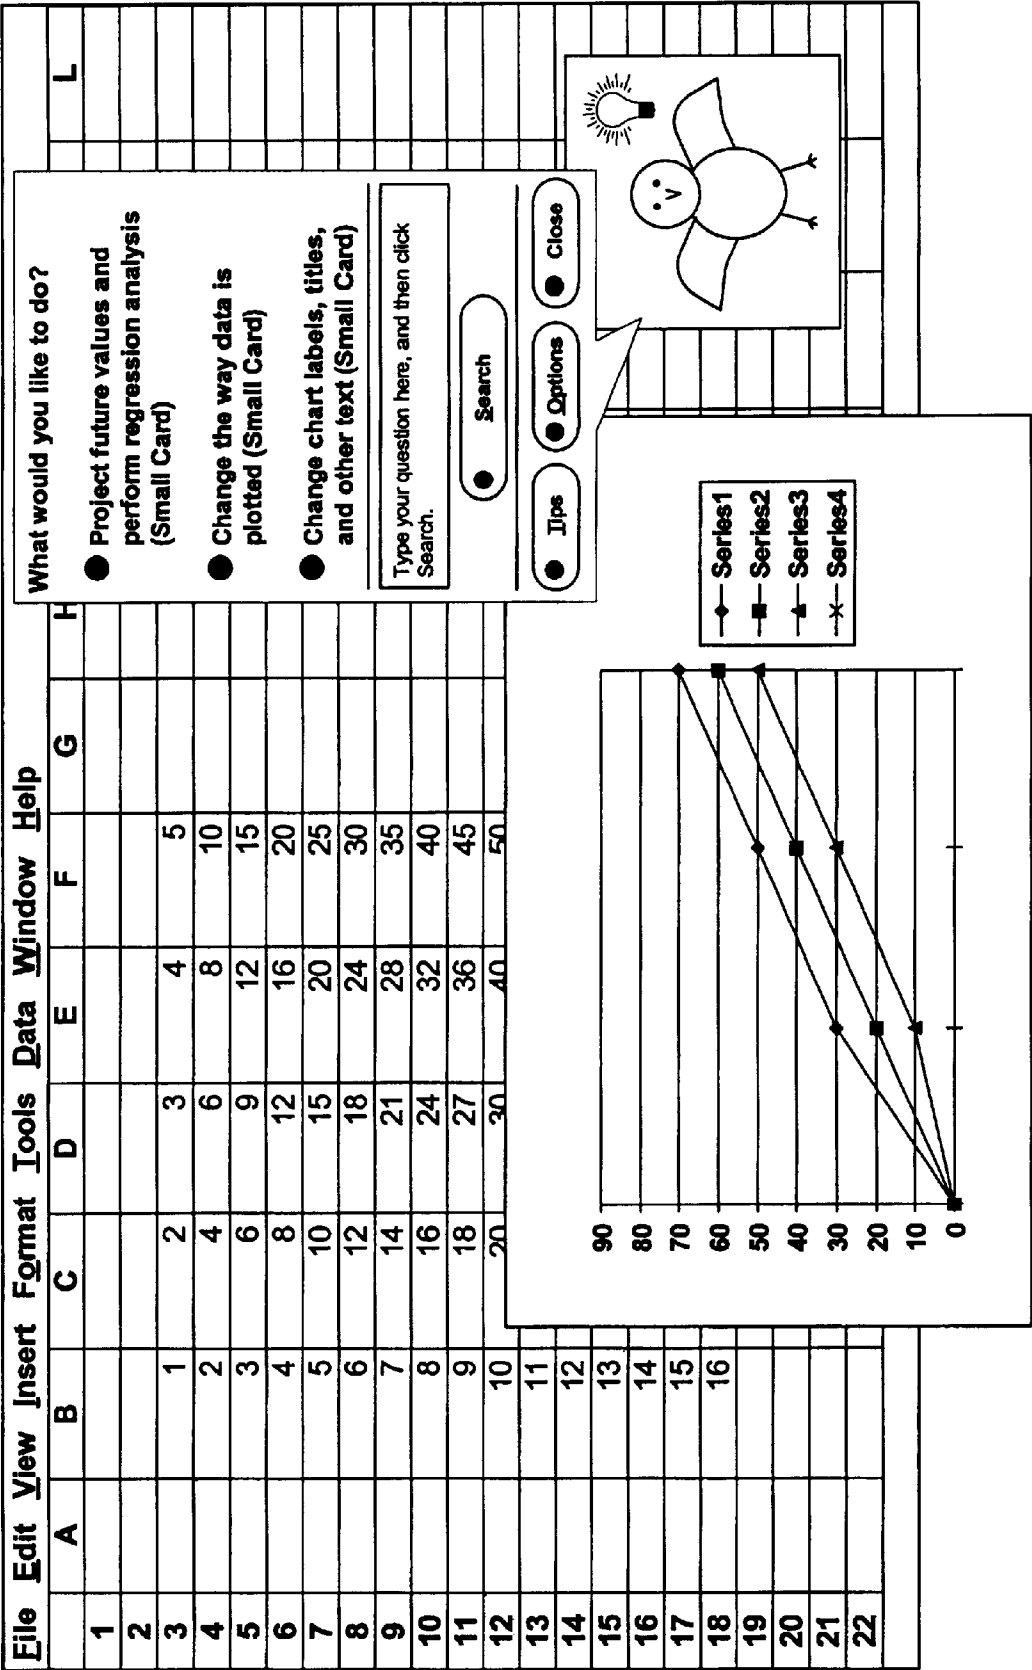 File Edit View Insert Format Tools Data Window Help
A B C D E F G H L
1
2
3 1 2 3 4 5
4 2 4 6 8 10
5 3 6 9 12 15
6 4 8 12 16 20
7 5 10 15 20 25
8 6 12 18 24 30
9 7 14 21 28 35
10 8 16 24 32 40
11 9 18 27 36 45
12 10 20 30 40 50
13 11
14 12
15 13
16 14
17 15
18 16
19
20
21
22
What would you like to do?
Project future values and
perform regression analysis
(Small Card)
Change the way data is
plotted (Small Card)
Change chart labels, titles,
and other text (Small Card)
Type your question here, and then click
Search.
Search
Tips Options Close
90
80
70
60
50
40
30
20
10
0
Series1
Series2
Series3
Series4